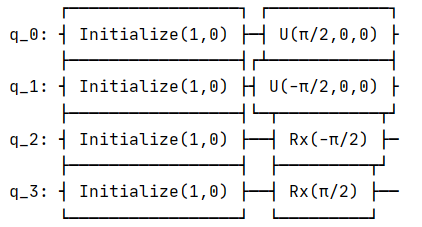 q_0: Initialize(1,0) U(π/2,0,0)
q_1: Initialize(1,0) U(-π/2,0,0)
q_2: Initialize(1,0) Rx(-π/2)
q_3: Initialize(1,0) Rx(π/2)